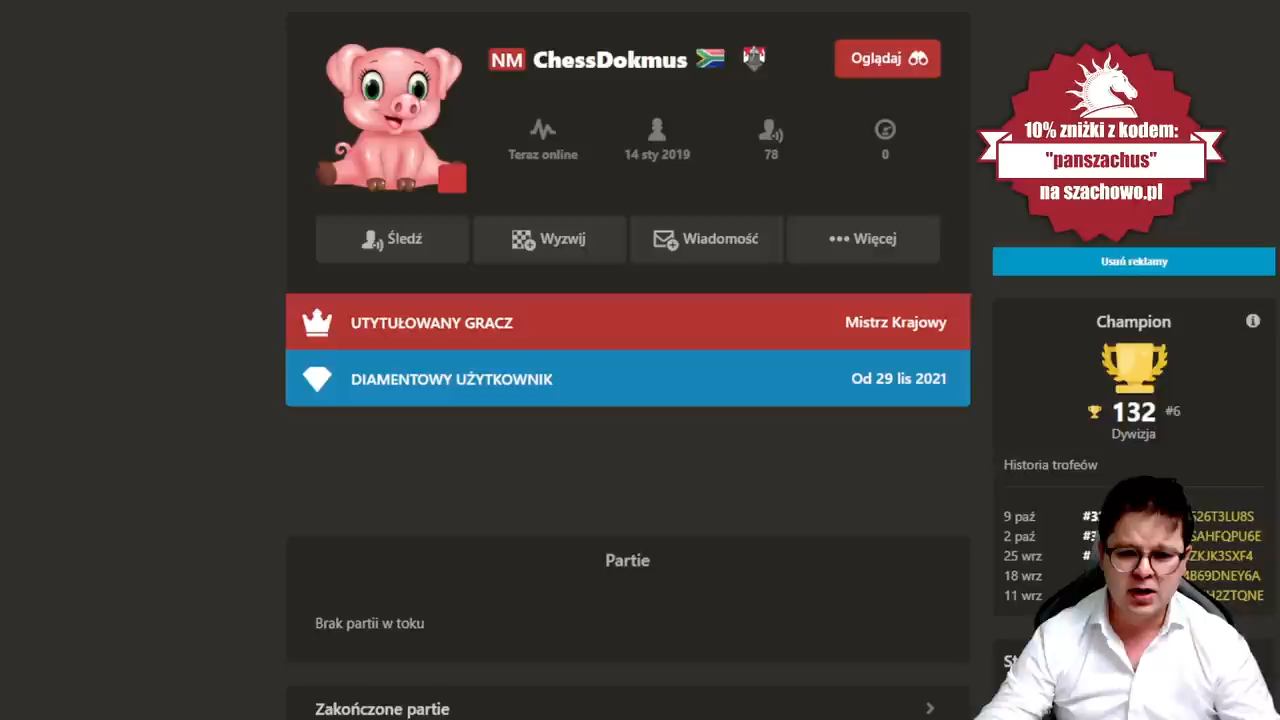 NM ChessDokmus
Oglądaj
Teraz online
14 sty 2019
78
0
Śledź
Wyzwij
Wiadomość
Więcej
UTYTUŁOWANY GRACZ
Mistrz Krajowy
DIAMENTOWY UŻYTKOWNIK
Od 29 lis 2021
Partie
Brak partii w toku
Zakończone partie
10% zniżki z kodem:
"panszachus"
na szachowo.pl
Usuń reklamy
Champion
132 #6
Dywizja
Historia trofeów
9 paź
2 paź
25 wrz
18 wrz
11 wrz